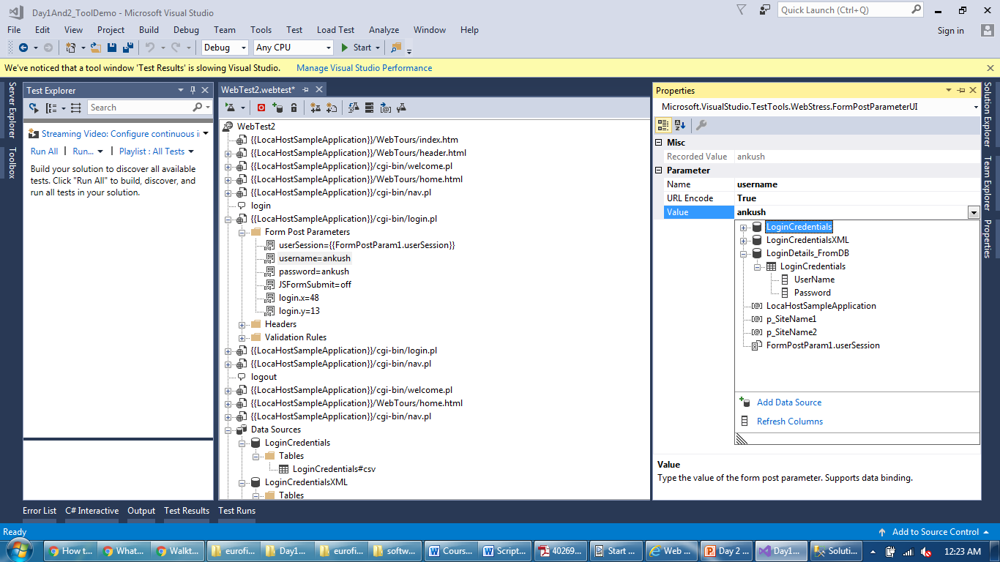 Day1And2_ToolDemo - Microsoft Visual Studio
Quick Launch (Ctrl+Q)
File Edit View Project Build Debug Team Tools Test Load Test Analyze Window Help
Sign in
Debug Any CPU Start
We've noticed that a tool window 'Test Results' is slowing Visual Studio. Manage Visual Studio Performance
Server Explorer
Toolbox
Test Explorer
Search
Streaming Video: Configure continuous i
Run All | Run... | Playlist : All Tests
Build your solution to discover all available
tests. Click "Run All" to build, discover, and
run all tests in your solution.
WebTest2.webtest*
WebTest2
{{LocaHostSampleApplication}}/WebTours/index.htm
{{LocaHostSampleApplication}}/WebTours/header.html
{{LocaHostSampleApplication}}/cgi-bin/welcome.pl
{{LocaHostSampleApplication}}/WebTours/home.html
{{LocaHostSampleApplication}}/cgi-bin/nav.pl
login
{{LocaHostSampleApplication}}/cgi-bin/login.pl
Form Post Parameters
userSession={{FormPostParam1.userSession}}
username=ankush
password=ankush
JSFormSubmit=off
login.x=48
login.y=13
Headers
Validation Rules
{{LocaHostSampleApplication}}/cgi-bin/login.pl
{{LocaHostSampleApplication}}/cgi-bin/nav.pl
logout
{{LocaHostSampleApplication}}/cgi-bin/welcome.pl
{{LocaHostSampleApplication}}/WebTours/home.html
{{LocaHostSampleApplication}}/cgi-bin/nav.pl
Data Sources
LoginCredentials
Tables
LoginCredentials#csv
LoginCredentialsXML
Tables
Properties
Microsoft.VisualStudio.TestTools.WebStress.FormPostParameterUI
Misc
Recorded Value ankush
Parameter
Name username
URL Encode True
Value ankush
LoginCredentials
LoginCredentialsXML
LoginDetails_FromDB
LoginCredentials
UserName
Password
LocaHostSampleApplication
p_SiteName1
p_SiteName2
FormPostParam1.userSession
Add Data Source
Refresh Columns
Value
Type the value of the form post parameter. Supports data binding.
Solution Explorer
Team Explorer
Properties
Error List C# Interactive Output Test Results Test Runs
Ready
Add to Source Control
How t... What... Walkt... eurofi... Day1... eurofi... softw... Cours... Script... 40269... Start ... Web ... Day 2 ... Day1... Soluti... 12:23 AM